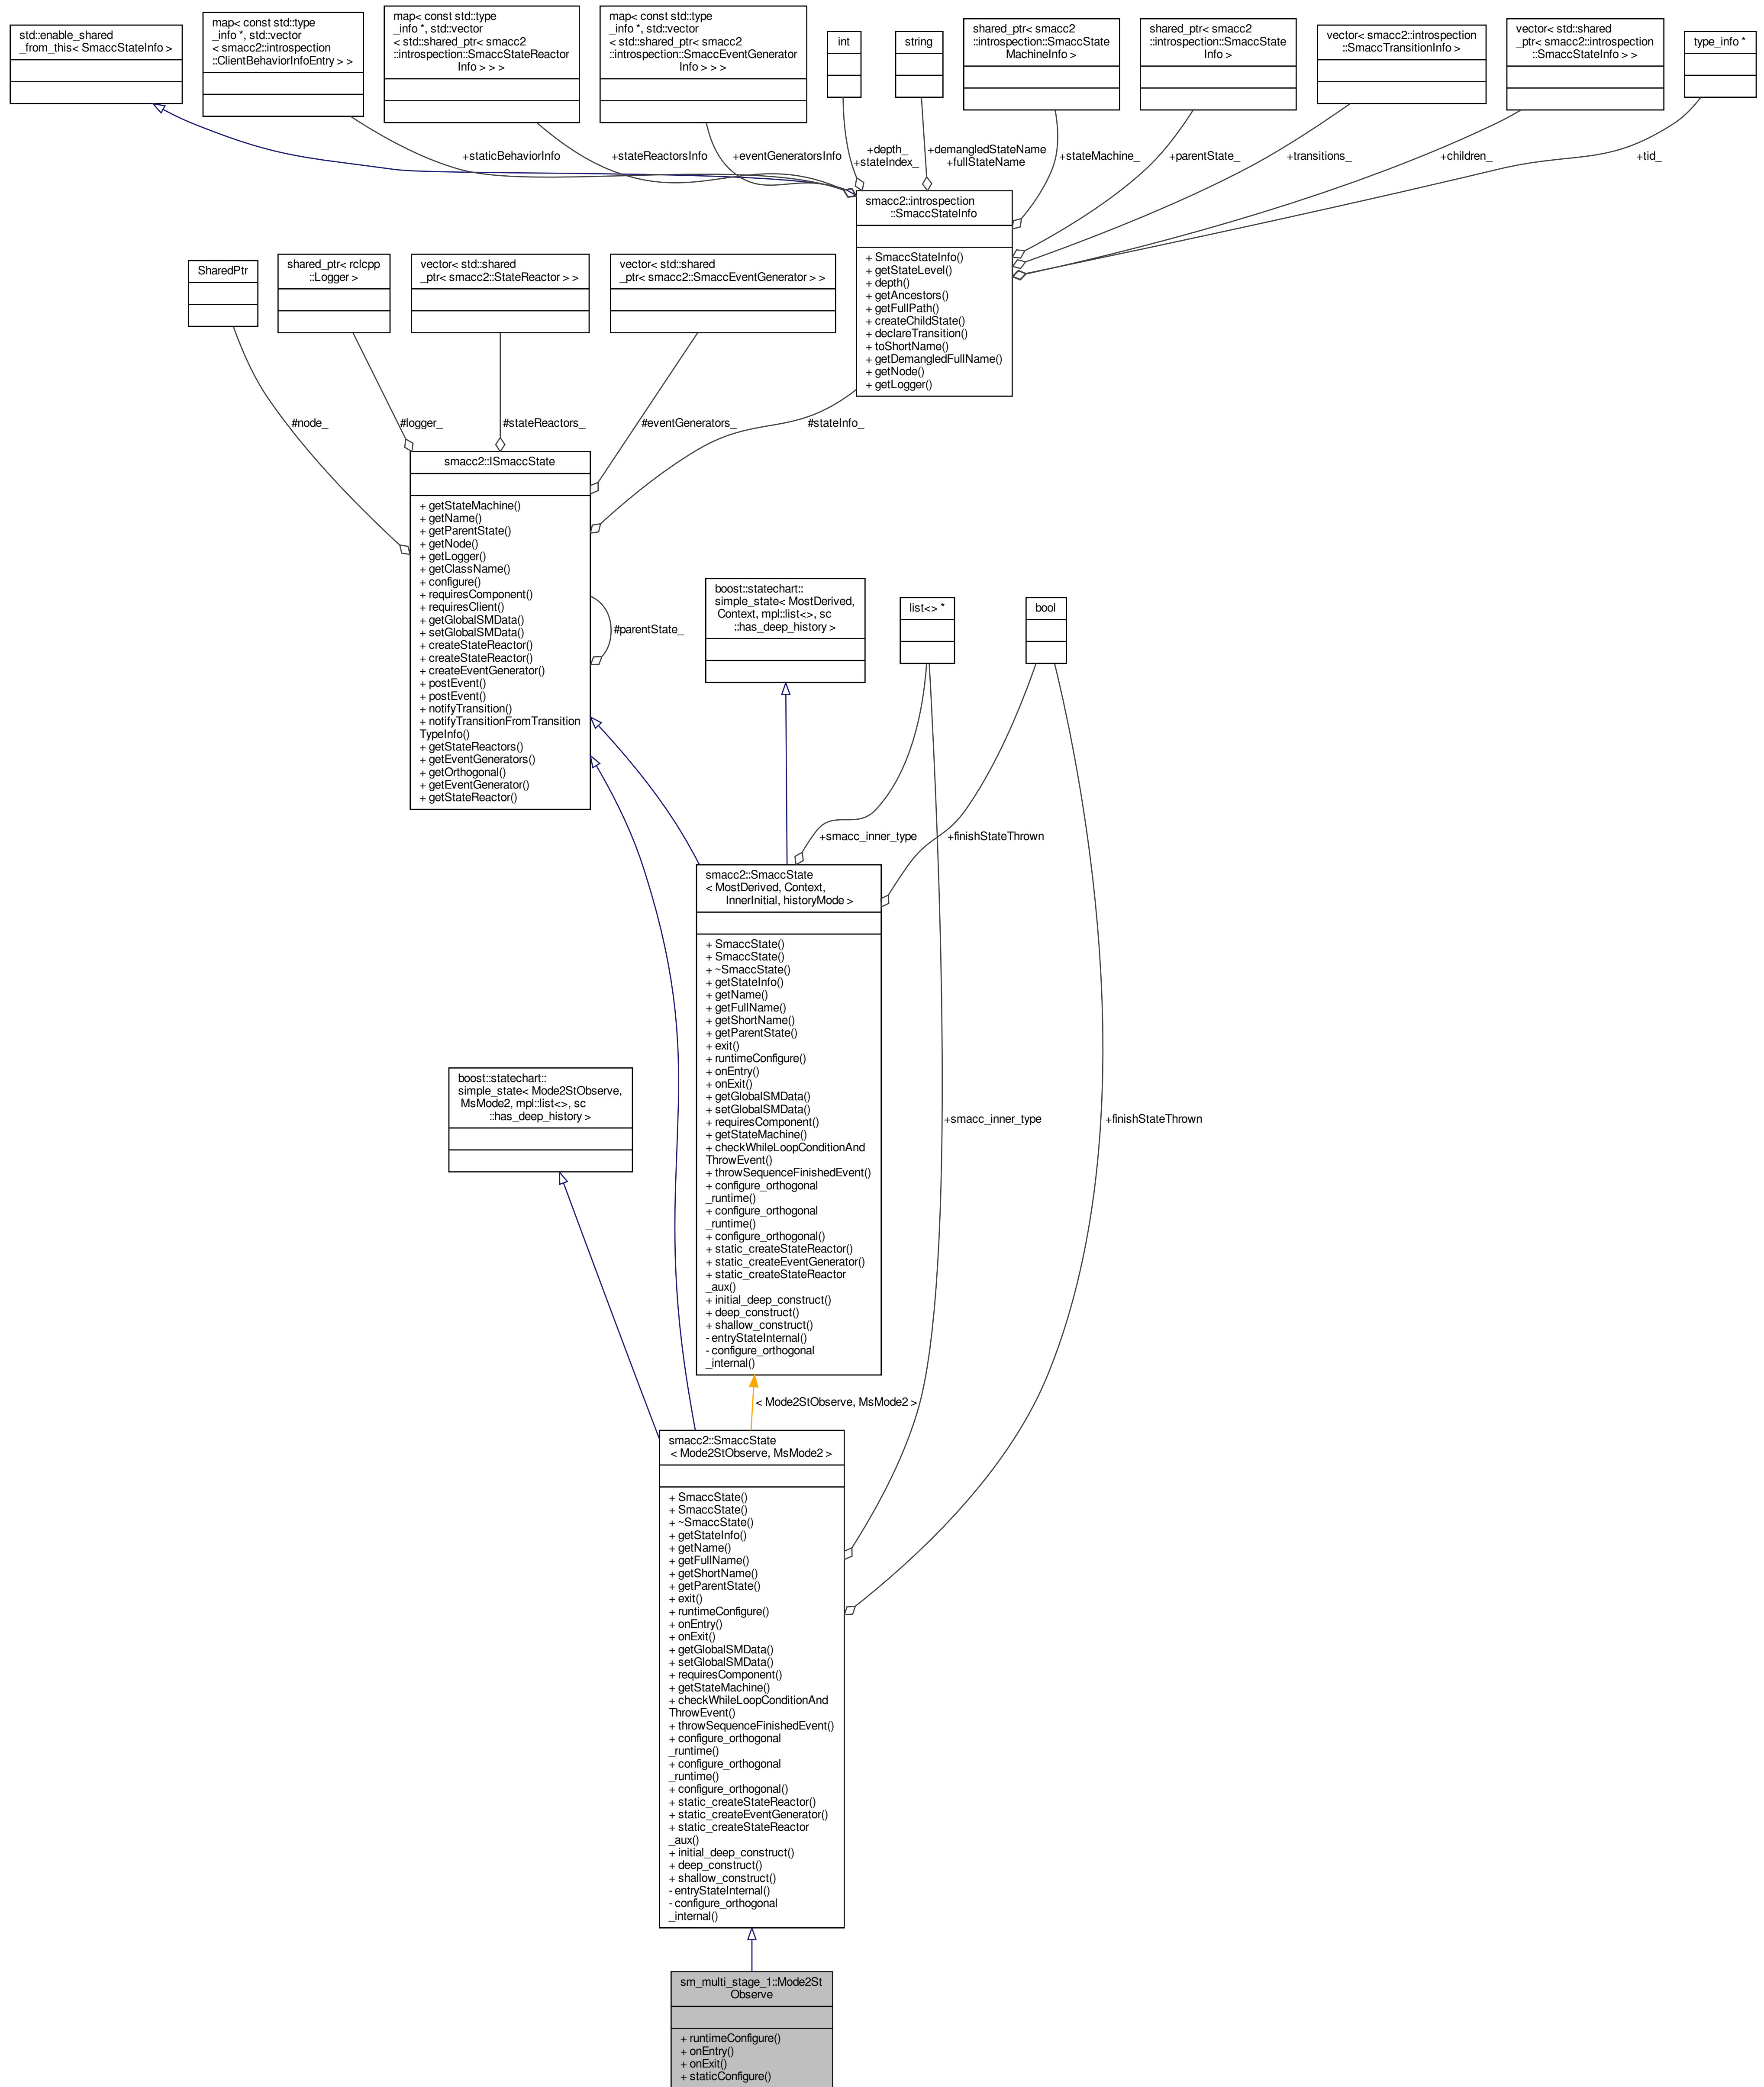 std::enable_shared
_from_this< SmaccStateInfo >
map< const std::type
_info *, std::vector
< smacc2::introspection
::ClientBehaviorInfoEntry > >
map< const std::type
_info *, std::vector
< std::shared_ptr< smacc2
::introspection::SmaccStateReactor
Info > > >
map< const std::type
_info *, std::vector
< std::shared_ptr< smacc2
::introspection::SmaccEventGenerator
Info > > >
int
string
shared_ptr< smacc2
::introspection::SmaccState
MachineInfo >
shared_ptr< smacc2
::introspection::SmaccState
Info >
vector< smacc2::introspection
::SmaccTransitionInfo >
vector< std::shared
_ptr< smacc2::introspection
::SmaccStateInfo > >
type_info *
+staticBehaviorInfo
+stateReactorsInfo
+eventGeneratorsInfo
+depth_
+stateIndex_
+demangledStateName
+fullStateName
+stateMachine_
+parentState_
+transitions_
+children_
+tid_
smacc2::introspection
::SmaccStateInfo
+ SmaccStateInfo()
+ getStateLevel()
+ depth()
+ getAncestors()
+ getFullPath()
+ createChildState()
+ declareTransition()
+ toShortName()
+ getDemangledFullName()
+ getNode()
+ getLogger()
SharedPtr
shared_ptr< rclcpp
::Logger >
vector< std::shared
_ptr< smacc2::StateReactor > >
vector< std::shared
_ptr< smacc2::SmaccEventGenerator > >
#node_
#logger_
#stateReactors_
#eventGenerators_
#stateInfo_
smacc2::ISmaccState
+ getStateMachine()
+ getName()
+ getParentState()
+ getNode()
+ getLogger()
+ getClassName()
+ configure()
+ requiresComponent()
+ requiresClient()
+ getGlobalSMData()
+ setGlobalSMData()
+ createStateReactor()
+ createStateReactor()
+ createEventGenerator()
+ postEvent()
+ postEvent()
+ notifyTransition()
+ notifyTransitionFromTransition
TypeInfo()
+ getStateReactors()
+ getEventGenerators()
+ getOrthogonal()
+ getEventGenerator()
+ getStateReactor()
#parentState_
boost::statechart::
simple_state< MostDerived,
Context, mpl::list<>, sc
::has_deep_history >
list<> *
bool
+smacc_inner_type
+finishStateThrown
smacc2::SmaccState
< MostDerived, Context,
InnerInitial, historyMode >
+ SmaccState()
+ SmaccState()
+ ~SmaccState()
+ getStateInfo()
+ getName()
+ getFullName()
+ getShortName()
+ getParentState()
+ exit()
+ runtimeConfigure()
+ onEntry()
+ onExit()
+ getGlobalSMData()
+ setGlobalSMData()
+ requiresComponent()
+ getStateMachine()
+ checkWhileLoopConditionAnd
ThrowEvent()
+ throwSequenceFinishedEvent()
+ configure_orthogonal
_runtime()
+ configure_orthogonal
_runtime()
+ configure_orthogonal()
+ static_createStateReactor()
+ static_createEventGenerator()
+ static_createStateReactor
_aux()
+ initial_deep_construct()
+ deep_construct()
+ shallow_construct()
- entryStateInternal()
- configure_orthogonal
_internal()
boost::statechart::
simple_state< Mode2StObserve,
MsMode2, mpl::list<>, sc
::has_deep_history >
+smacc_inner_type
+finishStateThrown
< Mode2StObserve, MsMode2 >
smacc2::SmaccState
< Mode2StObserve, MsMode2 >
+ SmaccState()
+ SmaccState()
+ ~SmaccState()
+ getStateInfo()
+ getName()
+ getFullName()
+ getShortName()
+ getParentState()
+ exit()
+ runtimeConfigure()
+ onEntry()
+ onExit()
+ getGlobalSMData()
+ setGlobalSMData()
+ requiresComponent()
+ getStateMachine()
+ checkWhileLoopConditionAnd
ThrowEvent()
+ throwSequenceFinishedEvent()
+ configure_orthogonal
_runtime()
+ configure_orthogonal
_runtime()
+ configure_orthogonal()
+ static_createStateReactor()
+ static_createEventGenerator()
+ static_createStateReactor
_aux()
+ initial_deep_construct()
+ deep_construct()
+ shallow_construct()
- entryStateInternal()
- configure_orthogonal
_internal()
sm_multi_stage_1::Mode2St
Observe
+ runtimeConfigure()
+ onEntry()
+ onExit()
+ staticConfigure()